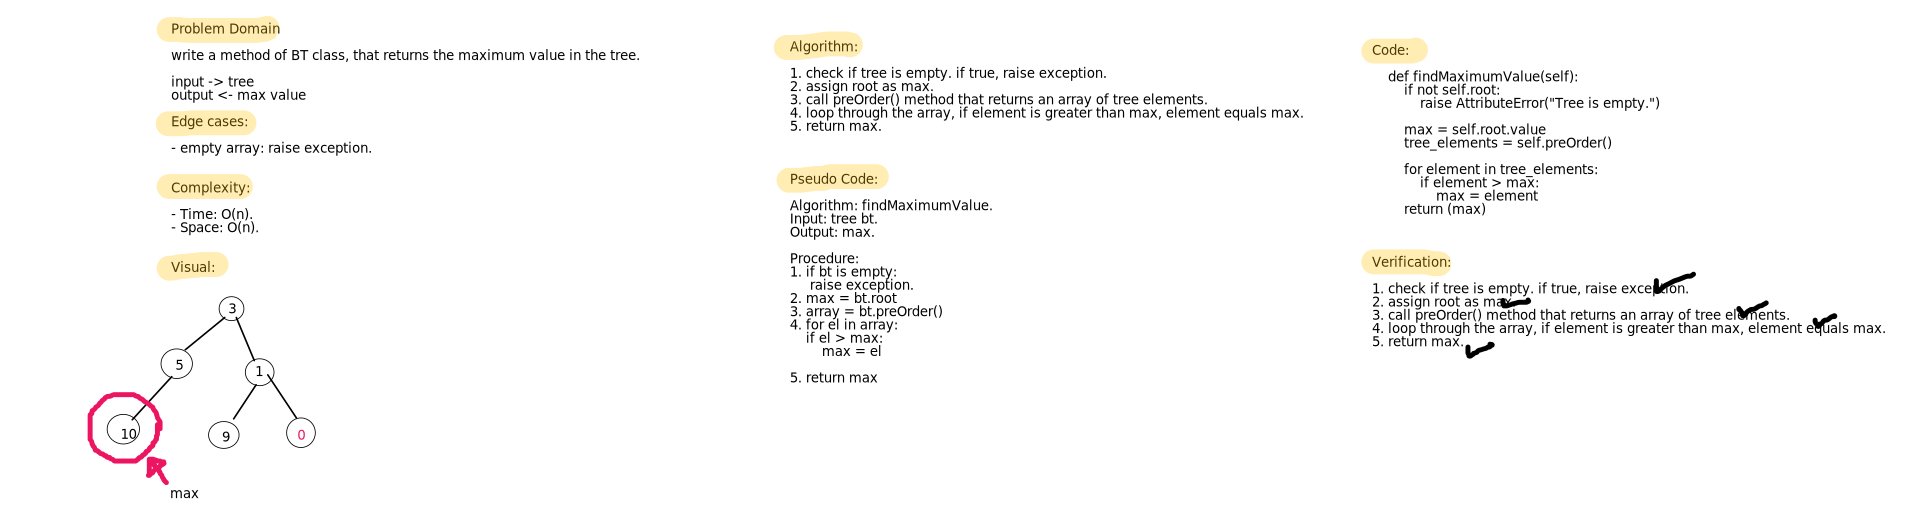 Problem Domain
write a method of BT class, that returns the maximum value in the tree.
input -> tree
output <- max value
Edge cases:
- empty array: raise exception.
Complexity:
- Time: O(n).
- Space: O(n).
Visual:
3
5
1
10
9
0
max
Algorithm:
1. check if tree is empty. if true, raise exception.
2. assign root as max.
3. call preOrder() method that returns an array of tree elements.
4. loop through the array, if element is greater than max, element equals max.
5. return max.
Pseudo Code:
Algorithm: findMaximumValue.
Input: tree bt.
Output: max.
Procedure:
1. if bt is empty:
raise exception.
2. max = bt.root
3. array = bt.preOrder()
4. for el in array:
if el > max:
max = el
5. return max
Code:
def findMaximumValue(self):
if not self.root:
raise AttributeError("Tree is empty.")
max = self.root.value
tree_elements = self.preOrder()
for element in tree_elements:
if element > max:
max = element
return (max)
Verification:
1. check if tree is empty. if true, raise exception.
2. assign root as max.
3. call preOrder() method that returns an array of tree elements.
4. loop through the array, if element is greater than max, element equals max.
5. return max.